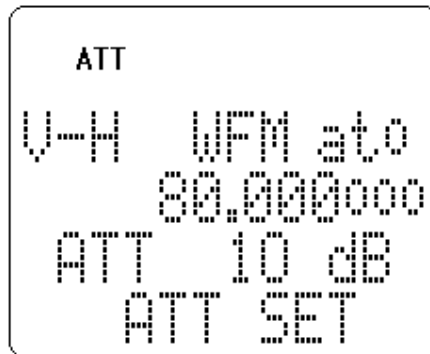 ATT
V-H WFM ato
80.000000
ATT 10 dB
ATT SET